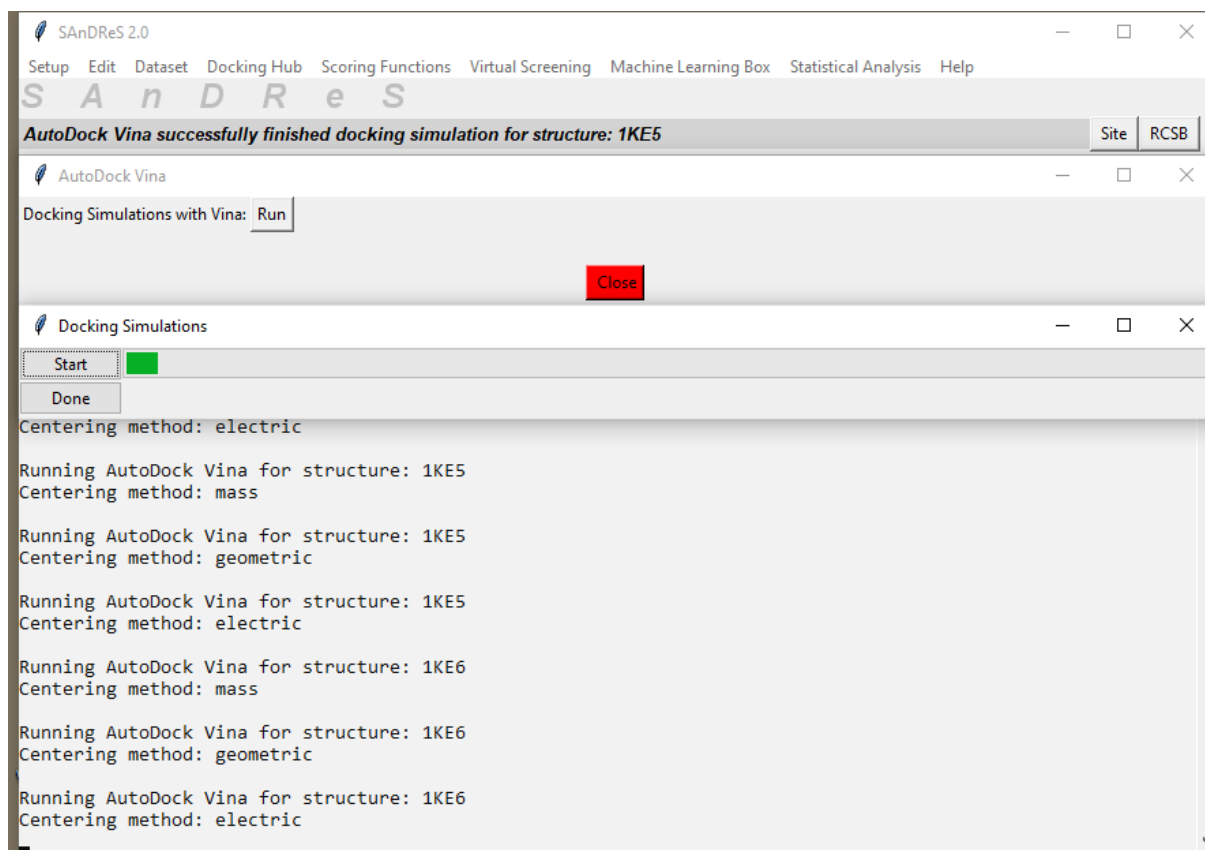 SAnDReS 2.0
Setup Edit Dataset Docking Hub Scoring Functions Virtual Screening Machine Learning Box Statistical Analysis Help
S A n D R e S
AutoDock Vina successfully finished docking simulation for structure: 1KE5 Site RCSB
AutoDock Vina
Docking Simulations with Vina: Run
Close
Docking Simulations
Start
Done
Centering method: electric
Running AutoDock Vina for structure: 1KE5
Centering method: mass
Running AutoDock Vina for structure: 1KE5
Centering method: geometric
Running AutoDock Vina for structure: 1KE5
Centering method: electric
Running AutoDock Vina for structure: 1KE6
Centering method: mass
Running AutoDock Vina for structure: 1KE6
Centering method: geometric
Running AutoDock Vina for structure: 1KE6
Centering method: electric